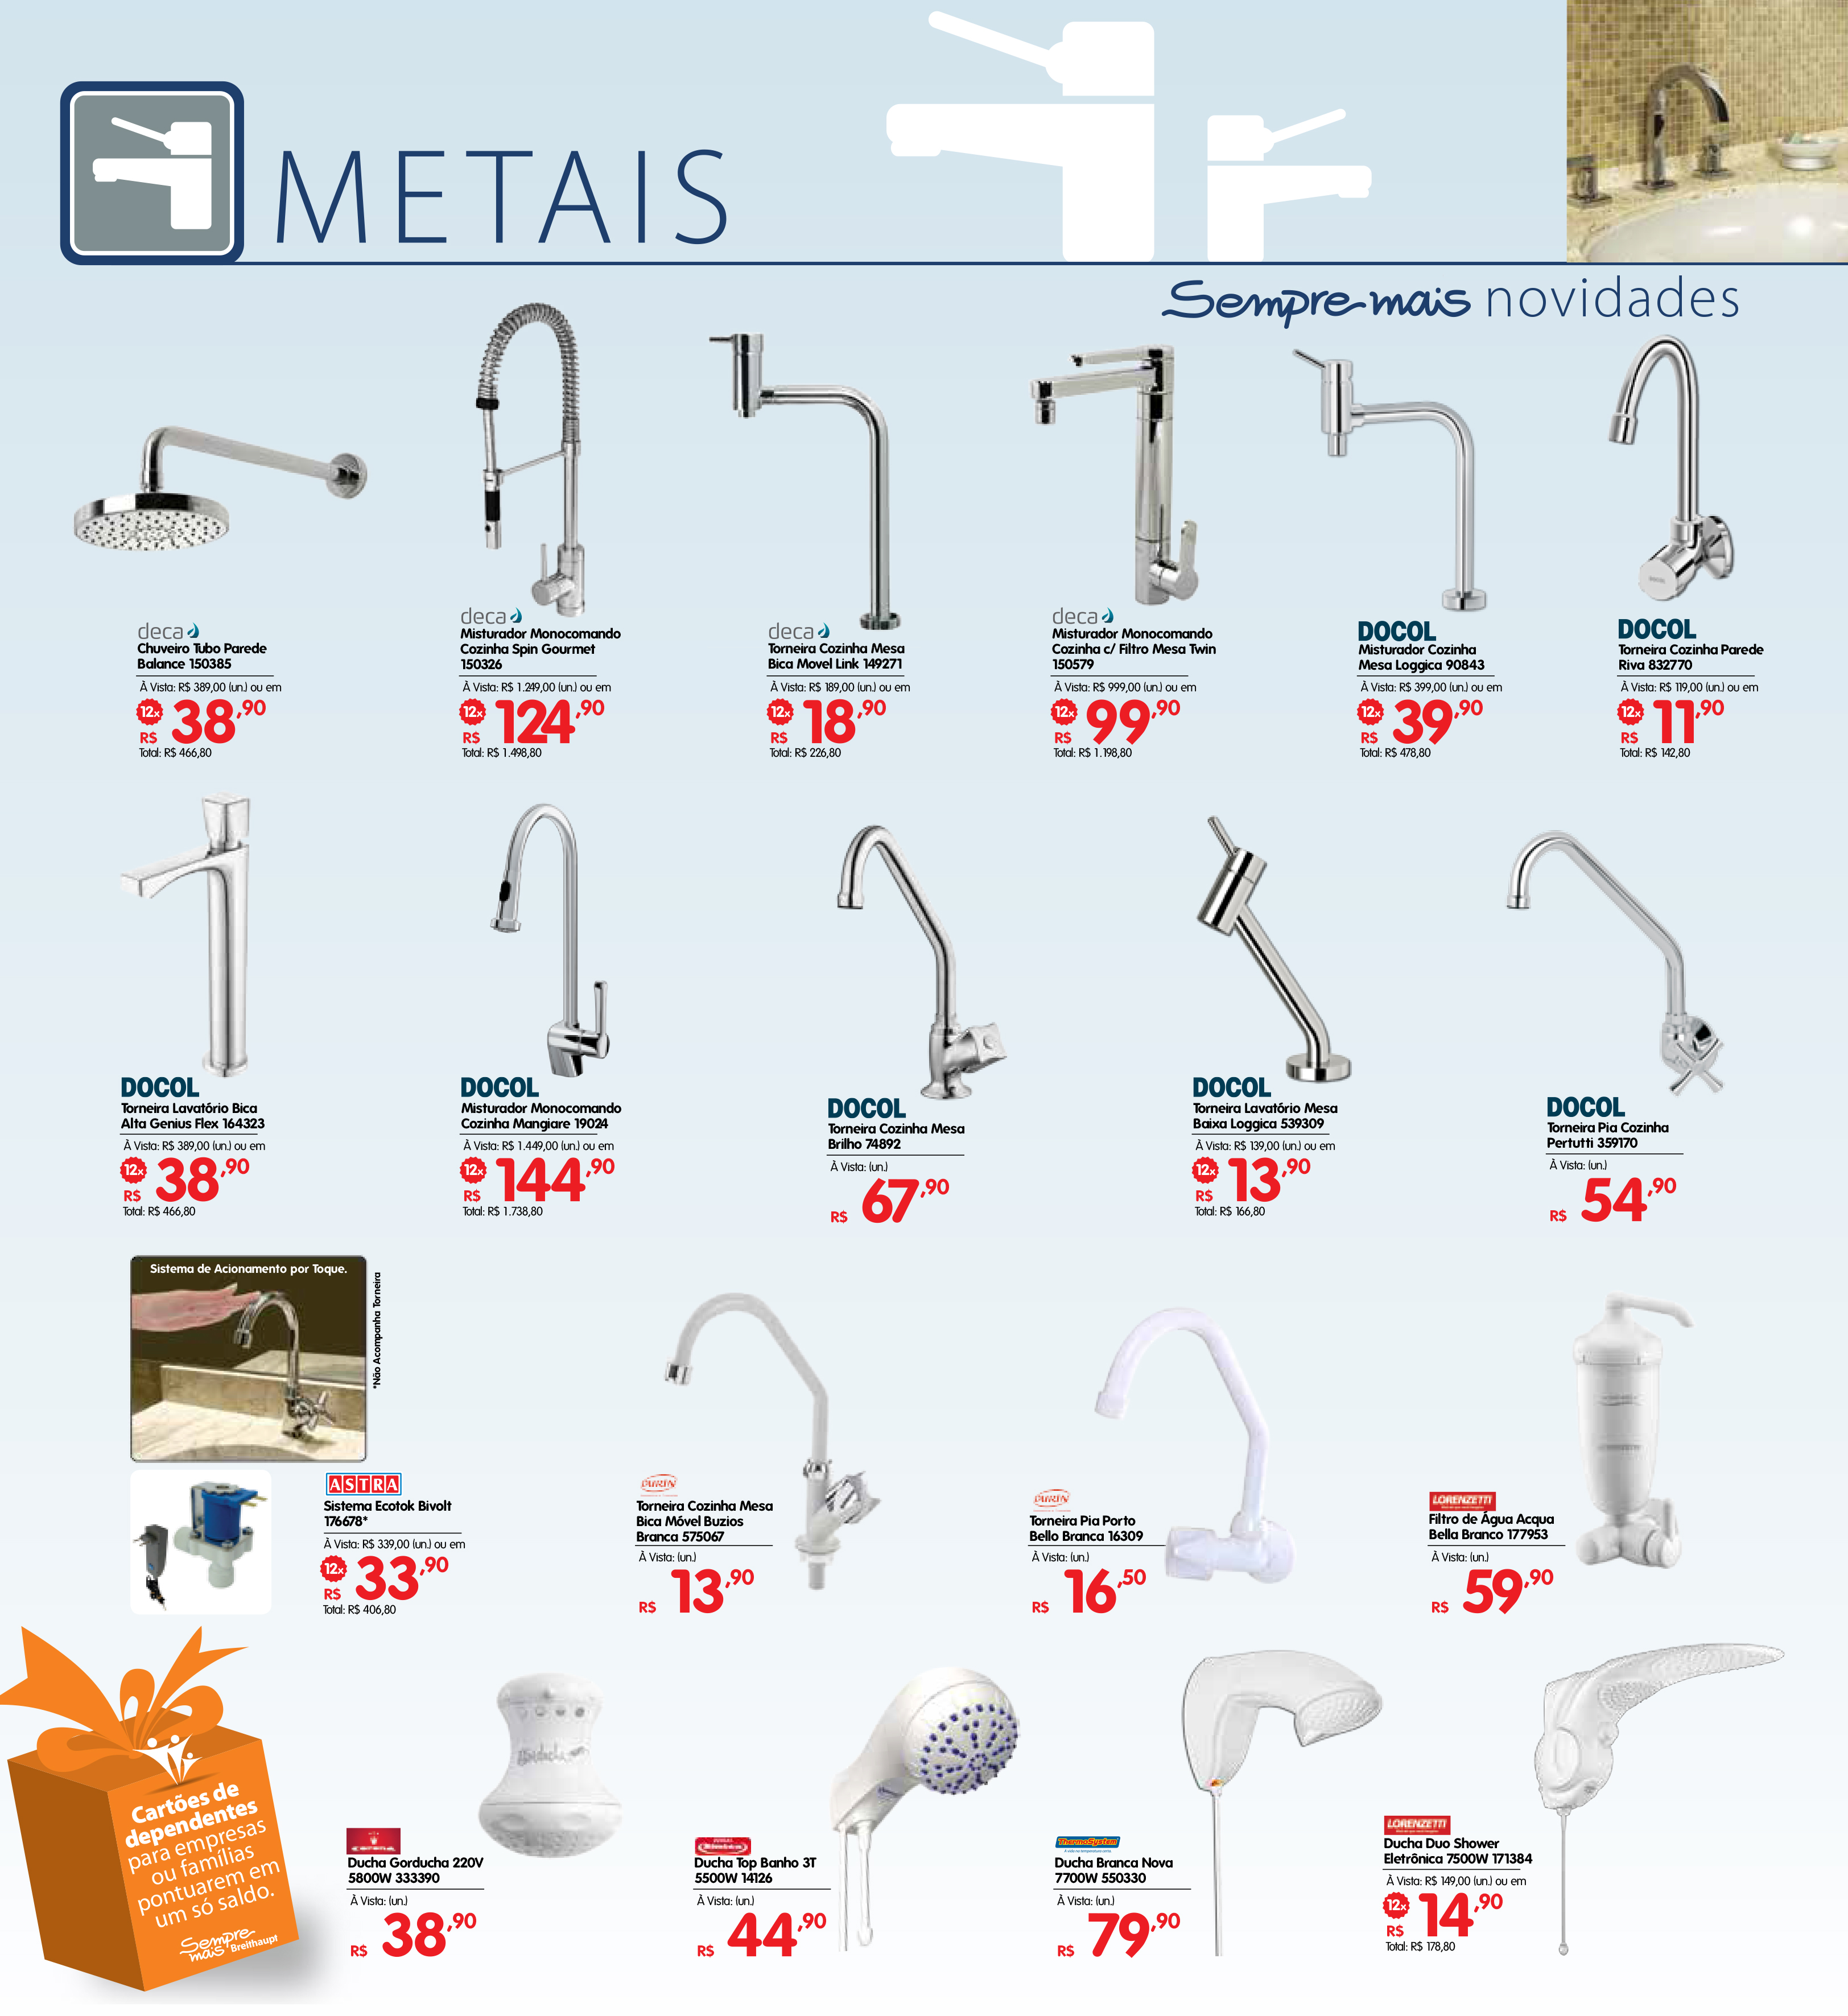 METAIS
Sempre mais novidades
deca
Chuveiro Tubo Parede
Balance 150385
À Vista: R$ 389,00 (un.) ou em
12x
R$ 38,90
Total: R$ 466,80
deca
Misturador Monocomando
Cozinha Spin Gourmet
150326
À Vista: R$ 1.249,00 (un.) ou em
12x
R$ 124,90
Total: R$ 1.498,80
deca
Torneira Cozinha Mesa
Bica Movel Link 149271
À Vista: R$ 189,00 (un.) ou em
12x
R$ 18,90
Total: R$ 226,80
deca
Misturador Monocomando
Cozinha c/ Filtro Mesa Twin
150579
À Vista: R$ 999,00 (un.) ou em
12x
R$ 99,90
Total: R$ 1.198,80
DOCOL
Misturador Cozinha
Mesa Loggica 90843
À Vista: R$ 399,00 (un.) ou em
12x
R$ 39,90
Total: R$ 478,80
DOCOL
Torneira Cozinha Parede
Riva 832770
À Vista: R$ 119,00 (un.) ou em
12x
R$ 11,90
Total: R$ 142,80
DOCOL
Torneira Lavatório Bica
Alta Genius Flex 164323
À Vista: R$ 389,00 (un.) ou em
12x
R$ 38,90
Total: R$ 466,80
DOCOL
Misturador Monocomando
Cozinha Mangiare 19024
À Vista: R$ 1.449,00 (un.) ou em
12x
R$ 144,90
Total: R$ 1.738,80
DOCOL
Torneira Cozinha Mesa
Brilho 74892
À Vista: (un.)
R$ 67,90
DOCOL
Torneira Lavatório Mesa
Baixa Loggica 539309
À Vista: R$ 139,00 (un.) ou em
12x
R$ 13,90
Total: R$ 166,80
DOCOL
Torneira Pia Cozinha
Pertutti 359170
À Vista: (un.)
R$ 54,90
Sistema de Acionamento por Toque.
*Não Acompanha Torneira
ASTRA
Sistema Ecotok Bivolt
176678*
À Vista: R$ 339,00 (un.) ou em
12x
R$ 33,90
Total: R$ 406,80
Torneira Cozinha Mesa
Bica Móvel Buzios
Branca 575067
À Vista: (un.)
R$ 13,90
Torneira Pia Porto
Bello Branca 16309
À Vista: (un.)
R$ 16,50
LORENZETTI
Filtro de Água Acqua
Bella Branco 177953
À Vista: (un.)
R$ 59,90
Cartões de
dependentes
para empresas
ou famílias
pontuarem em
um só saldo.
Sempre
mais Breithaupt
corona
Ducha Gorducha 220V
5800W 333390
À Vista: (un.)
R$ 38,90
Ducha Top Banho 3T
5500W 14126
À Vista: (un.)
R$ 44,90
ThermoSystem
Ducha Branca Nova
7700W 550330
À Vista: (un.)
R$ 79,90
LORENZETTI
Ducha Duo Shower
Eletrônica 7500W 171384
À Vista: R$ 149,00 (un.) ou em
12x
R$ 14,90
Total: R$ 178,80